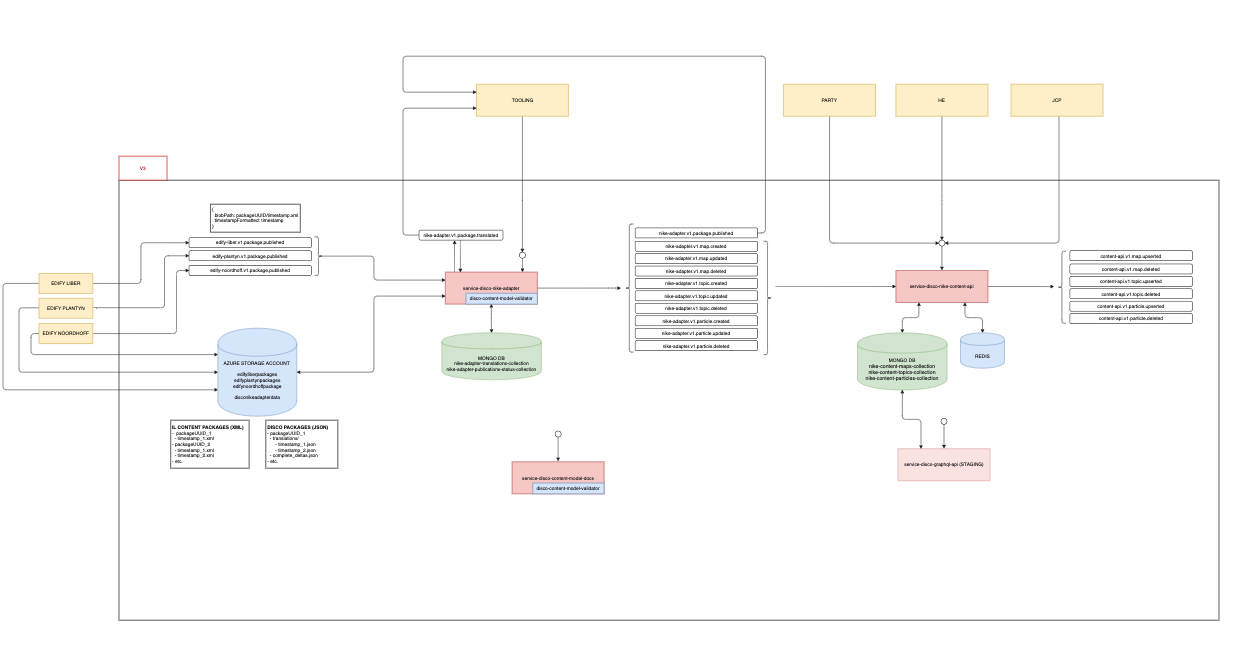 TOOLING
PARTY
HE
JCP
V3
{
blobPath: packageUUID/timestamp.xml
timestampFormatted: timestamp
}
edify-liber.v1.package.published
edify-plantyn.v1.package.published
edify-noordhoff.v1.package.published
EDIFY LIBER
EDIFY PLANTYN
EDIFY NOORDHOFF
AZURE STORAGE ACCOUNT
edifyliberpackages
edifyplantynpackages
edifynoordhoffpackage
disconikeadapterdata
IL CONTENT PACKAGES (XML)
- packageUUID_1
- timestamp_1.xml
- packageUUID_2
- timestamp_1.xml
- timestamp_2.xml
- etc.
DISCO PACKAGES (JSON)
- packageUUID_1
- translations/
- timestamp_1.json
- timestamp_2.json
- complete_deltas.json
- etc.
nike-adapter.v1.package.translated
service-disco-nike-adapter
disco-content-model-validator
MONGO DB
nike-adapter-translations-collection
nike-adapter-publications-status-collection
service-disco-content-model-docs
disco-content-model-validator
nike-adapter.v1.package.published
nike-adapter.v1.map.created
nike-adapter.v1.map.updated
nike-adapter.v1.map.deleted
nike-adapter.v1.topic.created
nike-adapter.v1.topic.updated
nike-adapter.v1.topic.deleted
nike-adapter.v1.particle.created
nike-adapter.v1.particle.updated
nike-adapter.v1.particle.deleted
service-disco-nike-content-api
MONGO DB
nike-content-maps-collection
nike-content-topics-collection
nike-content-particles-collection
REDIS
service-disco-graphql-api (STAGING)
content-api.v1.map.upserted
content-api.v1.map.deleted
content-api.v1.topic.upserted
content-api.v1.topic.deleted
content-api.v1.particle.upserted
content-api.v1.particle.deleted